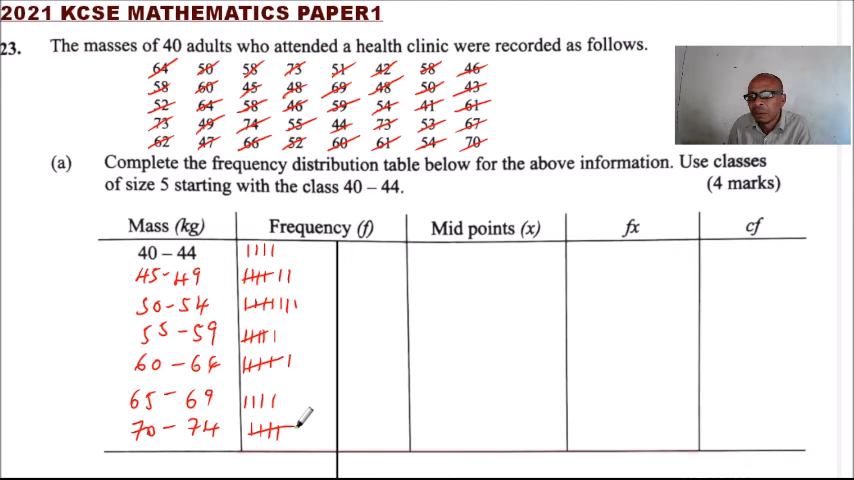 2021 KCSE MATHEMATICS PAPER1
23. The masses of 40 adults who attended a health clinic were recorded as follows.
64 50 58 73 51 42 58 46
58 60 45 48 69 48 50 43
52 64 58 46 59 54 41 61
73 49 74 55 44 73 53 67
62 47 66 52 60 61 54 70
(a) Complete the frequency distribution table below for the above information. Use classes
of size 5 starting with the class 40 – 44. (4 marks)
Mass (kg) Frequency (f) Mid points (x) fx cf
40 – 44
45 - 49
50 - 54
55 - 59
60 - 64
65 - 69
70 - 74